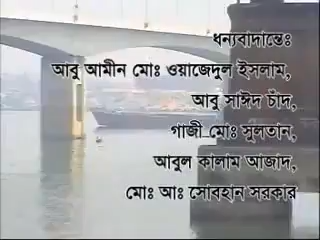 ধন্যবাদান্তেঃ
আবু আমীন মোঃ ওয়াজেদুল ইসলাম,
আবু সাঈদ চাঁদ,
গাজী মোঃ সুলতান,
আবুল কালাম আজাদ,
মোঃ আঃ সোবহান সরকার